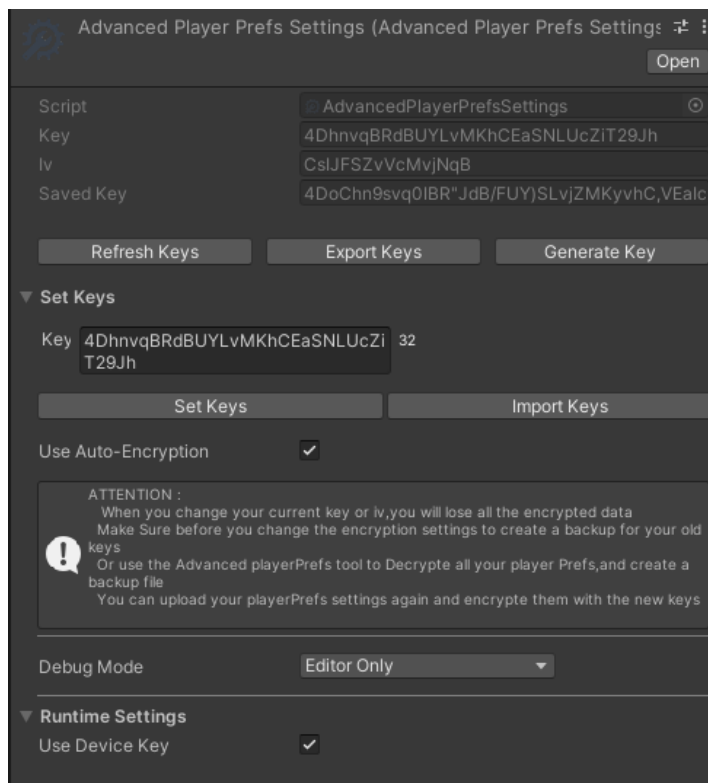 Advanced Player Prefs Settings (Advanced Player Prefs Settings
Open
Script AdvancedPlayerPrefsSettings
Key 4DhnvqBRdBUYLvMKhCEaSNLUcZiT29Jh
Iv CsIJFSZvVcMvjNqB
Saved Key 4DoChn9svq0IBR"JdB/FUY)SLvjZMKyvhC,VEalc
Refresh Keys Export Keys Generate Key
Set Keys
Key 4DhnvqBRdBUYLvMKhCEaSNLUcZi 32
T29Jh
Set Keys Import Keys
Use Auto-Encryption
ATTENTION :
When you change your current key or iv,you will lose all the encrypted data
Make Sure before you change the encryption settings to create a backup for your old
keys
Or use the Advanced playerPrefs tool to Decrypte all your player Prefs,and create a
backup file
You can upload your playerPrefs settings again and encrypte them with the new keys
Debug Mode Editor Only
Runtime Settings
Use Device Key